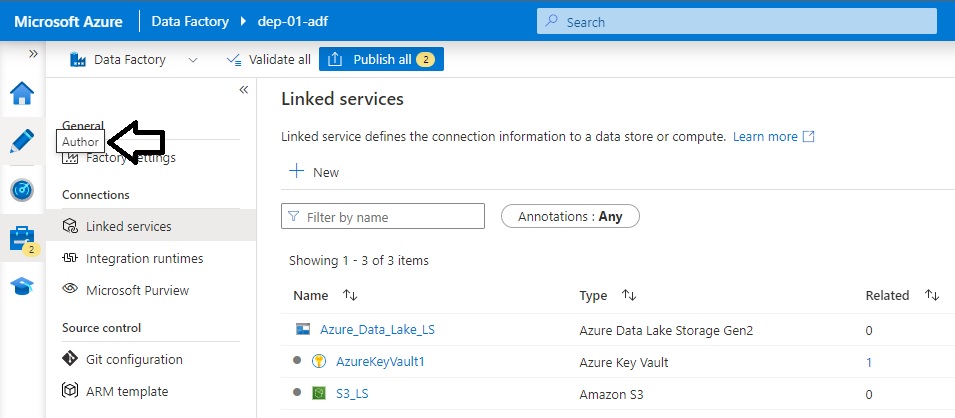 Microsoft Azure Data Factory dep-01-adf Search
Data Factory Validate all Publish all 2
General
Author
Factory settings
Connections
Linked services
Integration runtimes
Microsoft Purview
Source control
Git configuration
ARM template
2
Linked services
Linked service defines the connection information to a data store or compute. Learn more
New
Filter by name Annotations : Any
Showing 1 - 3 of 3 items
Name Type Related
Azure_Data_Lake_LS Azure Data Lake Storage Gen2 0
AzureKeyVault1 Azure Key Vault 1
S3_LS Amazon S3 0